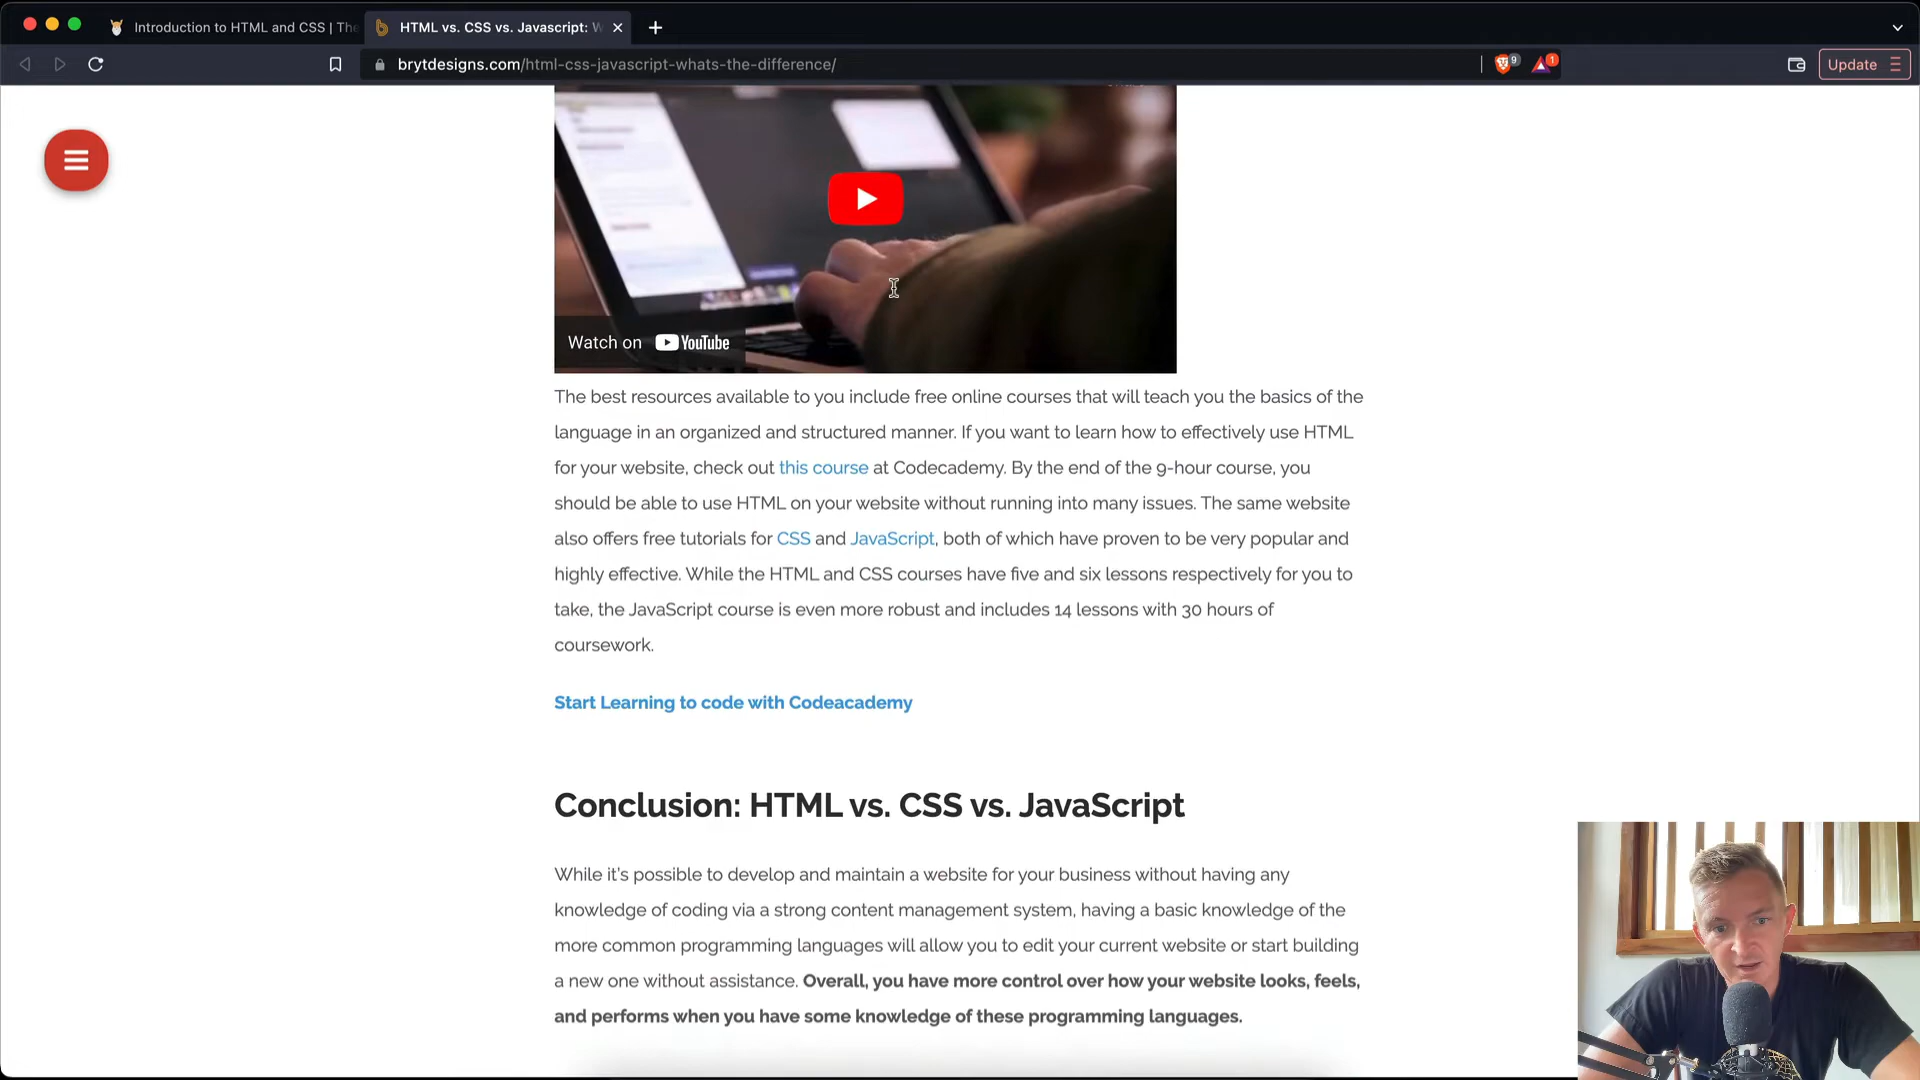 Introduction to HTML and CSS | The
HTML vs. CSS vs. Javascript: W
brytdesigns.com/html-css-javascript-whats-the-difference/
9
1
Update
Watch on YouTube
The best resources available to you include free online courses that will teach you the basics of the
language in an organized and structured manner. If you want to learn how to effectively use HTML
for your website, check out this course at Codecademy. By the end of the 9-hour course, you
should be able to use HTML on your website without running into many issues. The same website
also offers free tutorials for CSS and JavaScript, both of which have proven to be very popular and
highly effective. While the HTML and CSS courses have five and six lessons respectively for you to
take, the JavaScript course is even more robust and includes 14 lessons with 30 hours of
coursework.
Start Learning to code with Codeacademy
Conclusion: HTML vs. CSS vs. JavaScript
While it's possible to develop and maintain a website for your business without having any
knowledge of coding via a strong content management system, having a basic knowledge of the
more common programming languages will allow you to edit your current website or start building
a new one without assistance. Overall, you have more control over how your website looks, feels,
and performs when you have some knowledge of these programming languages.